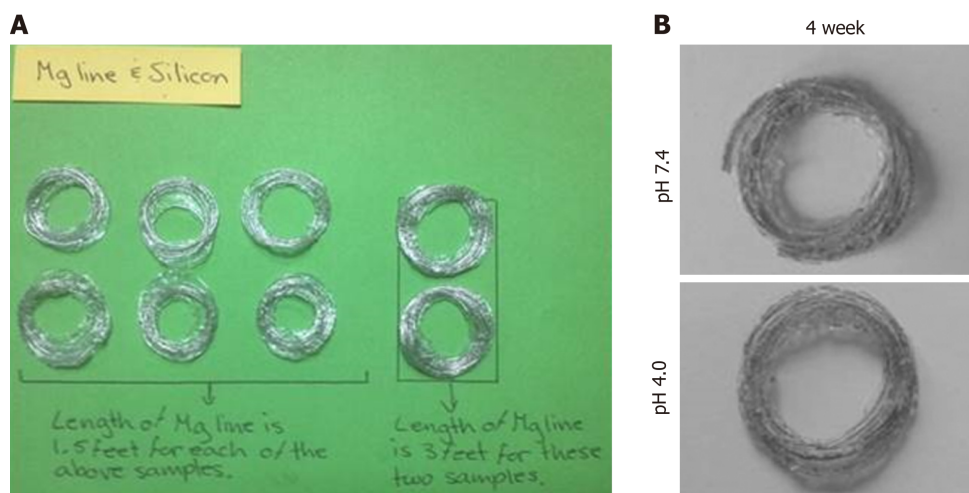 A
Mg line & Silicon
Length of Mg line is
1.5 feet for each of the
above samples.
Length of Mg line
is 3 feet for these
two samples.
B
4 week
pH 7.4
pH 4.0